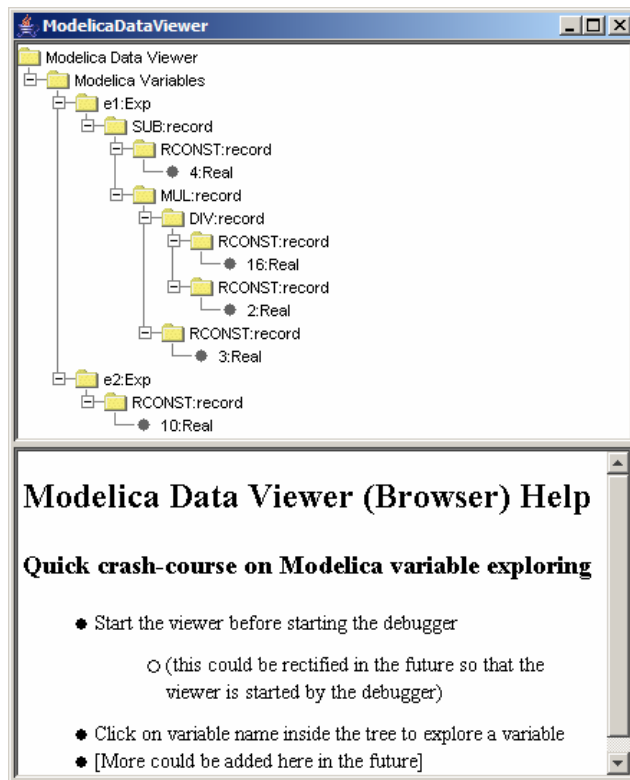 ModelicaDataViewer
Modelica Data Viewer
Modelica Variables
e1:Exp
SUB:record
RCONST:record
4:Real
MUL:record
DIV:record
RCONST:record
16:Real
RCONST:record
2:Real
RCONST:record
3:Real
e2:Exp
RCONST:record
10:Real
Modelica Data Viewer (Browser) Help
Quick crash-course on Modelica variable exploring
Start the viewer before starting the debugger
(this could be rectified in the future so that the
viewer is started by the debugger)
Click on variable name inside the tree to explore a variable
[More could be added here in the future]